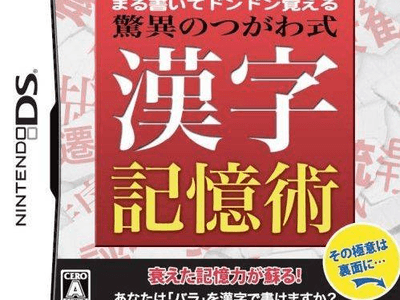 まる書いてドンドン覚える
驚異のつがわ式
漢字
記憶術
NINTENDO DS
その極意は
裏面に…
衰えた記憶力が蘇る!
CERO
A
あなたは「バラ」を漢字で書けますか?